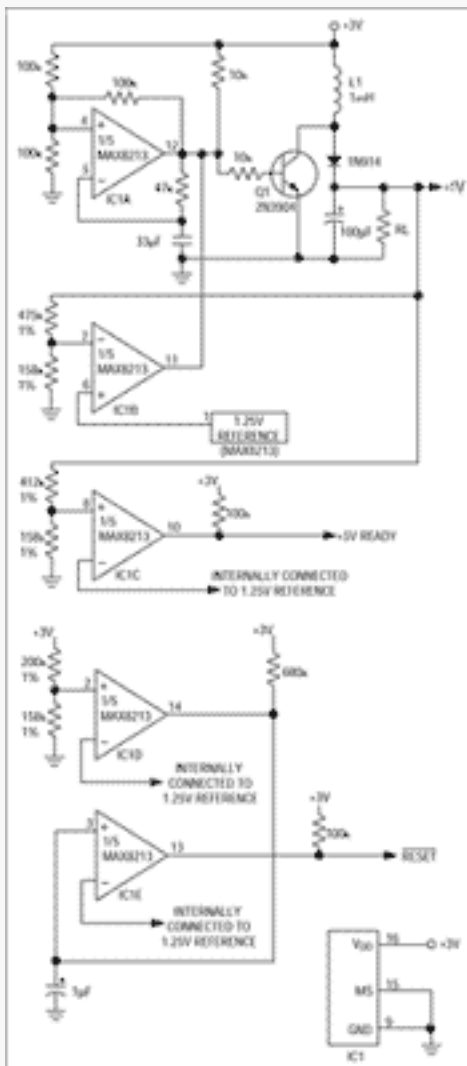 +3V
100k
100k
10k
L1
1mH
4
+
1/5
MAX8213
12
100k
5
−
IC1A
47k
10k
Q1
2N3904
1N914
+5V
33µF
+
100µF
RL
475k
1%
7
−
1/5
MAX8213
11
158k
1%
6
+
IC1B
1
1.25V
REFERENCE
(MAX8213)
412k
1%
+3V
100k
8
+
1/5
MAX8213
10
+5V READY
158k
1%
−
IC1C
INTERNALLY CONNECTED
TO 1.25V REFERENCE
+3V
+3V
200k
1%
680k
2
+
1/5
MAX8213
14
158k
1%
−
IC1D
INTERNALLY
CONNECTED TO
1.25V REFERENCE
+3V
3
+
1/5
MAX8213
13
100k
RESET
−
IC1E
INTERNALLY
CONNECTED TO
1.25V REFERENCE
1µF
VDD
16
+3V
MS
15
GND
9
IC1